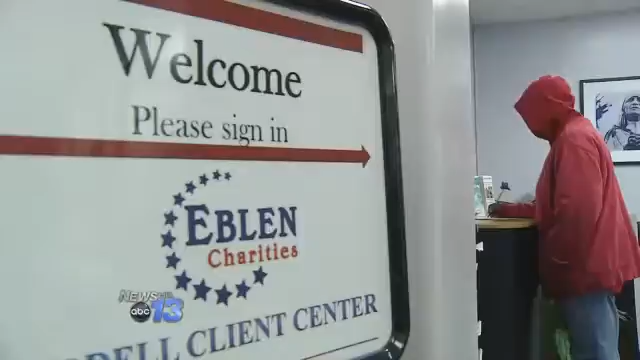 Welcome
Please sign in
EBLEN
Charities
NEWS
abc 13
CLIENT CENTER